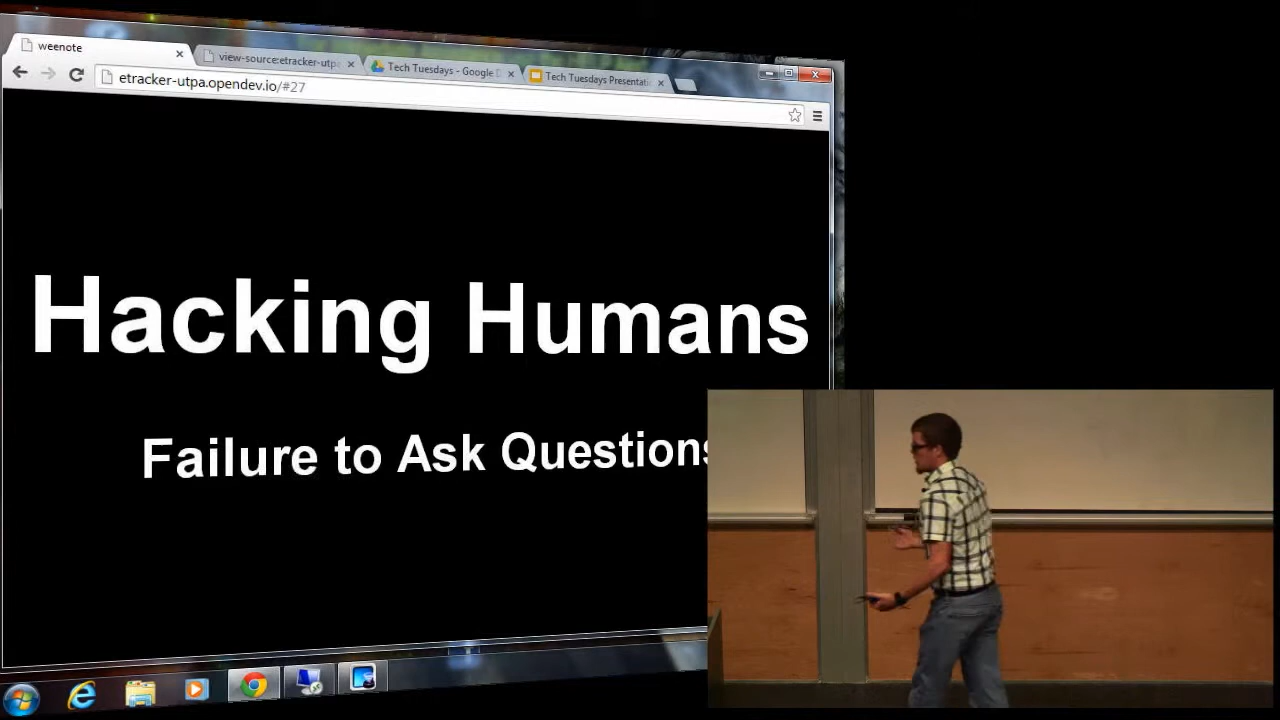 weenote
view-source:etracker-utpa
Tech Tuesdays - Google D
Tech Tuesdays Presentati
etracker-utpa.opendev.io/#27
Hacking Humans
Failure to Ask Questions